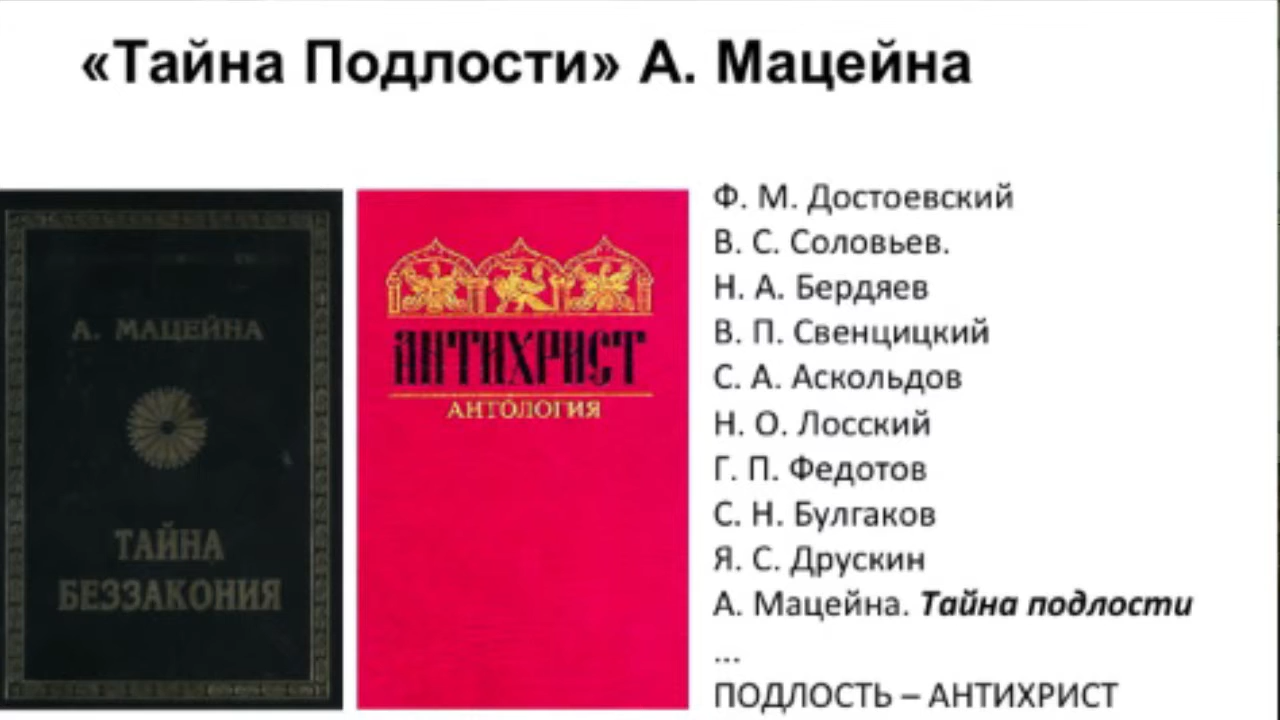 «Тайна Подлости» А. Мацейна
А. МАЦЕЙНА
ТАЙНА
БЕЗЗАКОНИЯ
АНТИХРИСТ
АНТОЛОГИЯ
Ф. М. Достоевский
В. С. Соловьев.
Н. А. Бердяев
В. П. Свенцицкий
С. А. Аскольдов
Н. О. Лосский
Г. П. Федотов
С. Н. Булгаков
Я. С. Друскин
А. Мацейна. Тайна подлости
...
ПОДЛОСТЬ – АНТИХРИСТ